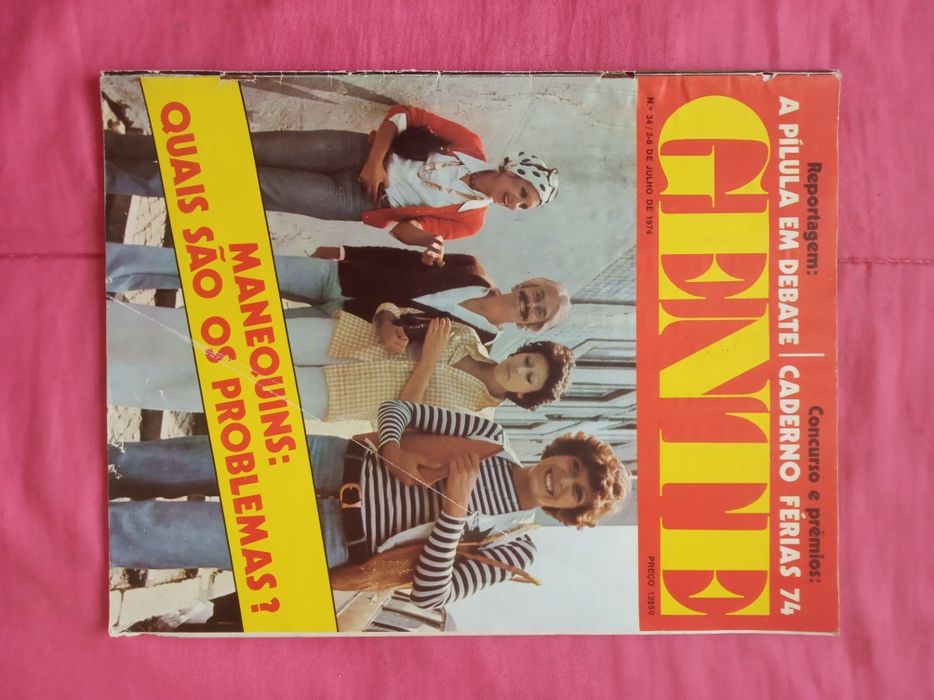 Reportagem:
A PÍLULA EM DEBATE
Concurso e prémios:
CADERNO FÉRIAS 74
GENTE
N.º 34 / 2-8 DE JULHO DE 1974
PREÇO 12$50
MANEQUINS:
QUAIS SÃO OS PROBLEMAS?